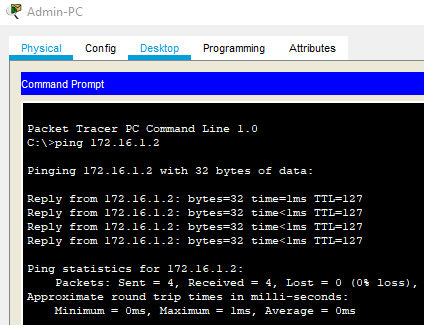 Admin-PC
Physical Config Desktop Programming Attributes
Command Prompt
Packet Tracer PC Command Line 1.0
C:\>ping 172.16.1.2
Pinging 172.16.1.2 with 32 bytes of data:
Reply from 172.16.1.2: bytes=32 time=1ms TTL=127
Reply from 172.16.1.2: bytes=32 time<1ms TTL=127
Reply from 172.16.1.2: bytes=32 time<1ms TTL=127
Reply from 172.16.1.2: bytes=32 time<1ms TTL=127
Ping statistics for 172.16.1.2:
Packets: Sent = 4, Received = 4, Lost = 0 (0% loss),
Approximate round trip times in milli-seconds:
Minimum = 0ms, Maximum = 1ms, Average = 0ms